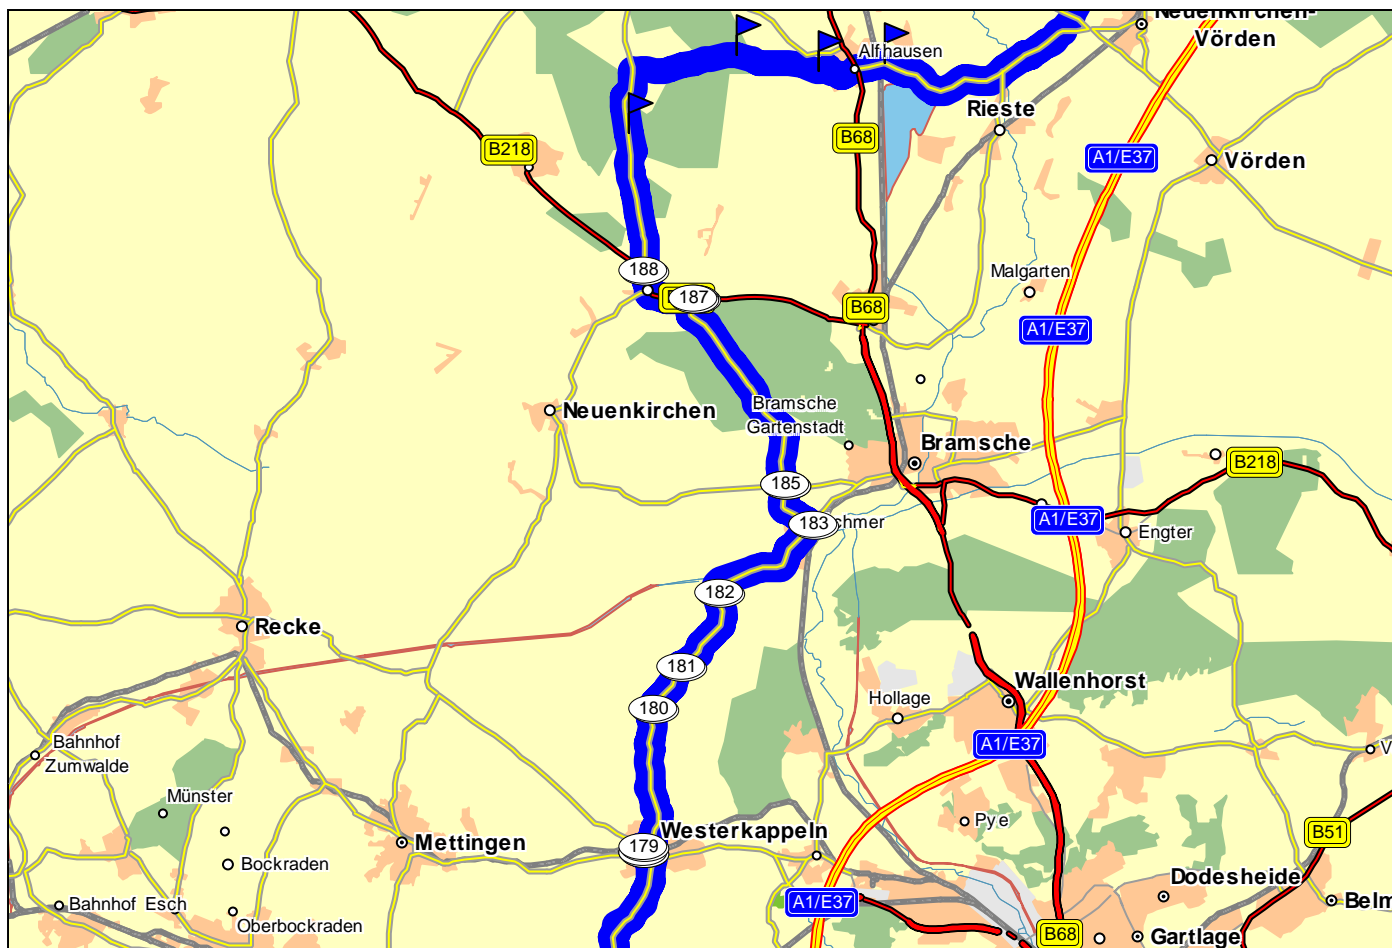 Neuenkirchen-
Vörden
Alfhausen
Rieste
B68
B218
A1/E37
Vörden
188
187
Malgarten
B68
A1/E37
Neuenkirchen
Bramsche
Gartenstadt
Bramsche
185
B218
183
chmer
A1/E37
Engter
182
Recke
181
180
Hollage
Wallenhorst
A1/E37
V
Bahnhof
Zumwalde
Münster
Pye
Westerkappeln
179
Mettingen
B51
Bockraden
Dodesheide
A1/E37
Bahnhof Esch
Belm
Oberbockraden
B68
Gartlage